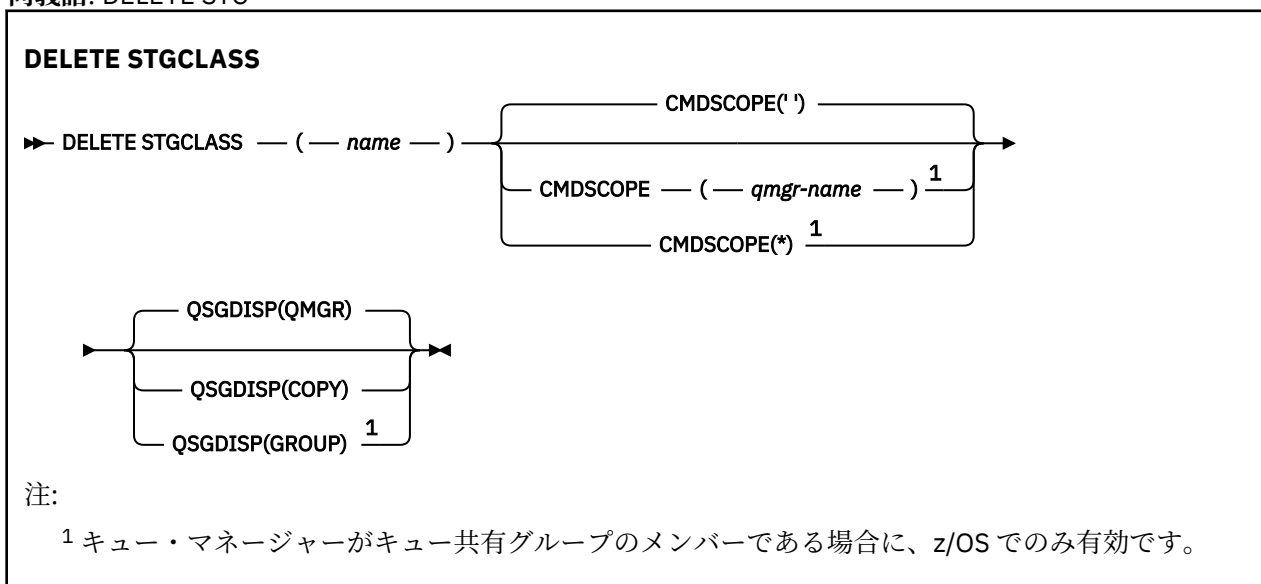 DELETE STGCLASS
CMDSCOPE(' ')
DELETE STGCLASS ( name )
CMDSCOPE ( qmgr-name ) 1
CMDSCOPE(*) 1
QSGDISP(QMGR)
QSGDISP(COPY)
QSGDISP(GROUP) 1
注:
1 キュー・マネージャーがキュー共有グループのメンバーである場合に、z/OS でのみ有効です。